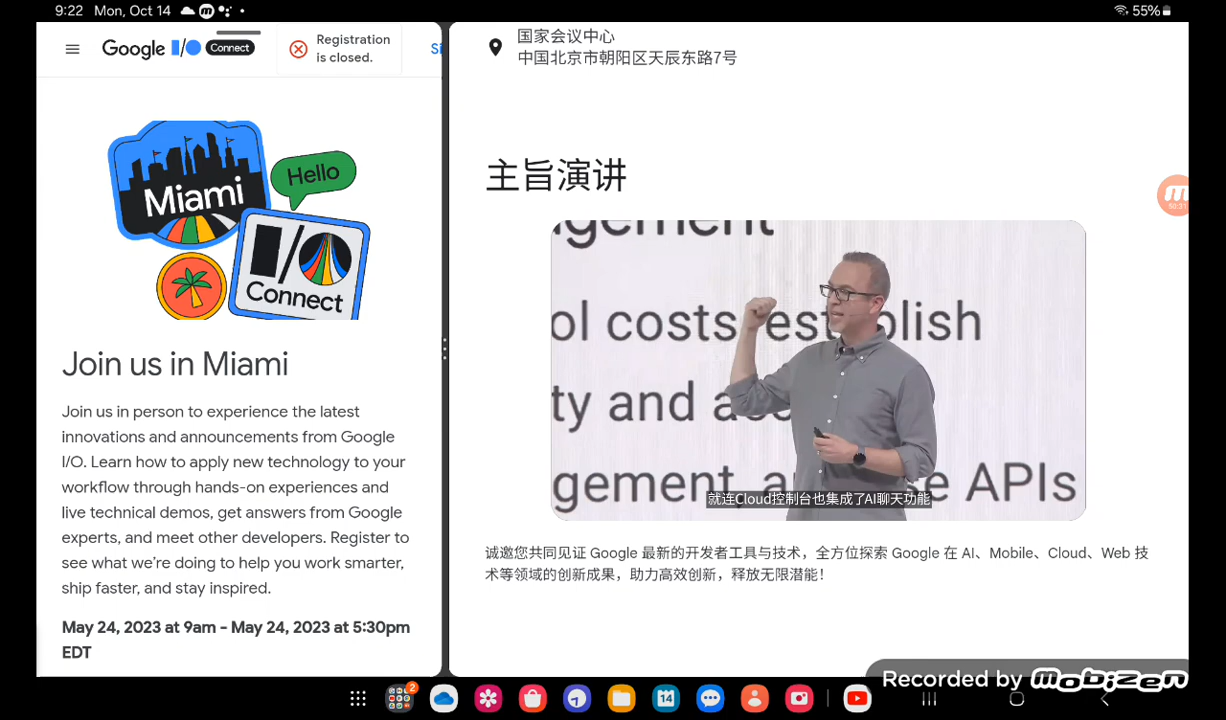 9:22 Mon, Oct 14
55%
Google I/O Connect
Registration
is closed.
Si
Miami
Hello
I/O
Connect
Join us in Miami
Join us in person to experience the latest
innovations and announcements from Google
I/O. Learn how to apply new technology to your
workflow through hands-on experiences and
live technical demos, get answers from Google
experts, and meet other developers. Register to
see what we're doing to help you work smarter,
ship faster, and stay inspired.
May 24, 2023 at 9am - May 24, 2023 at 5:30pm
EDT
国家会议中心
中国北京市朝阳区天辰东路7号
主旨演讲
gement
ol costs, establish
ty and a
gement, a e APIs
就连Cloud控制台也集成了AI聊天功能
诚邀您共同见证 Google 最新的开发者工具与技术，全方位探索 Google 在 AI、Mobile、Cloud、Web 技
术等领域的创新成果，助力高效创新，释放无限潜能！
Recorded by mobizen
2
14